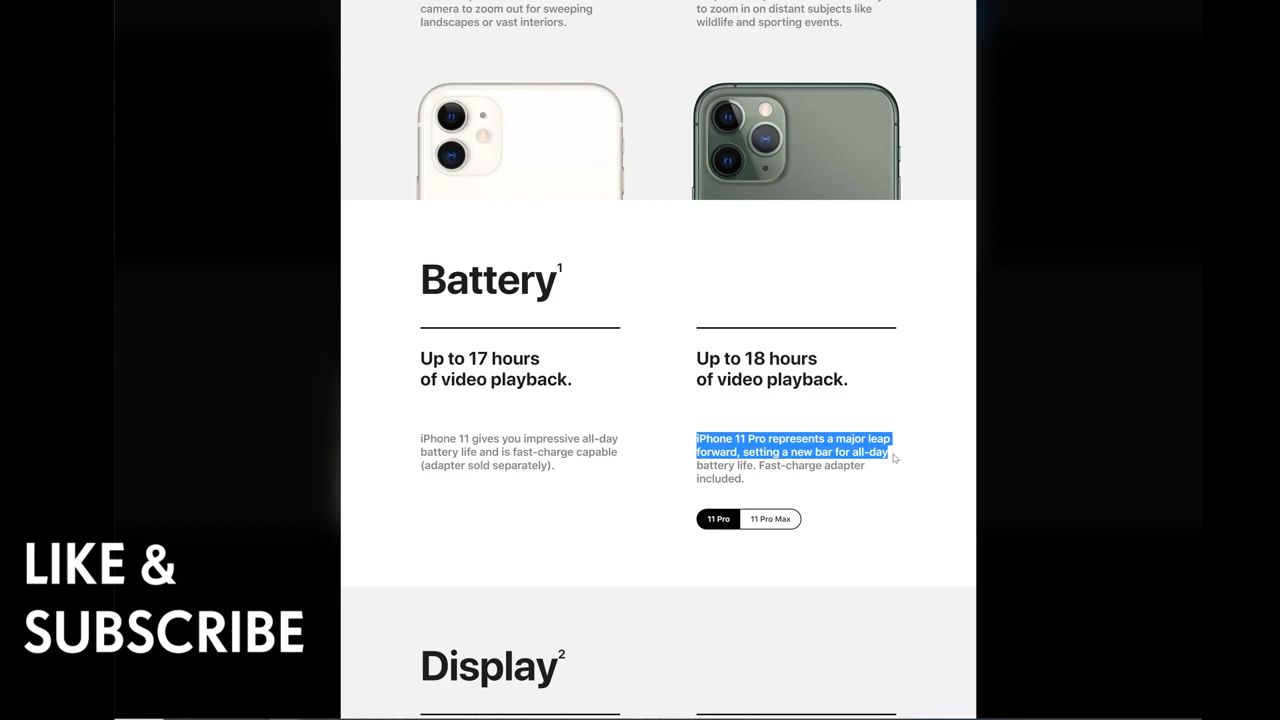 camera to zoom out for sweeping
landscapes or vast interiors.
to zoom in on distant subjects like
wildlife and sporting events.
Battery1
Up to 17 hours
of video playback.
iPhone 11 gives you impressive all-day
battery life and is fast-charge capable
(adapter sold separately).
Up to 18 hours
of video playback.
iPhone 11 Pro represents a major leap
forward, setting a new bar for all-day
battery life. Fast-charge adapter
included.
11 Pro
11 Pro Max
LIKE &
SUBSCRIBE
Display2